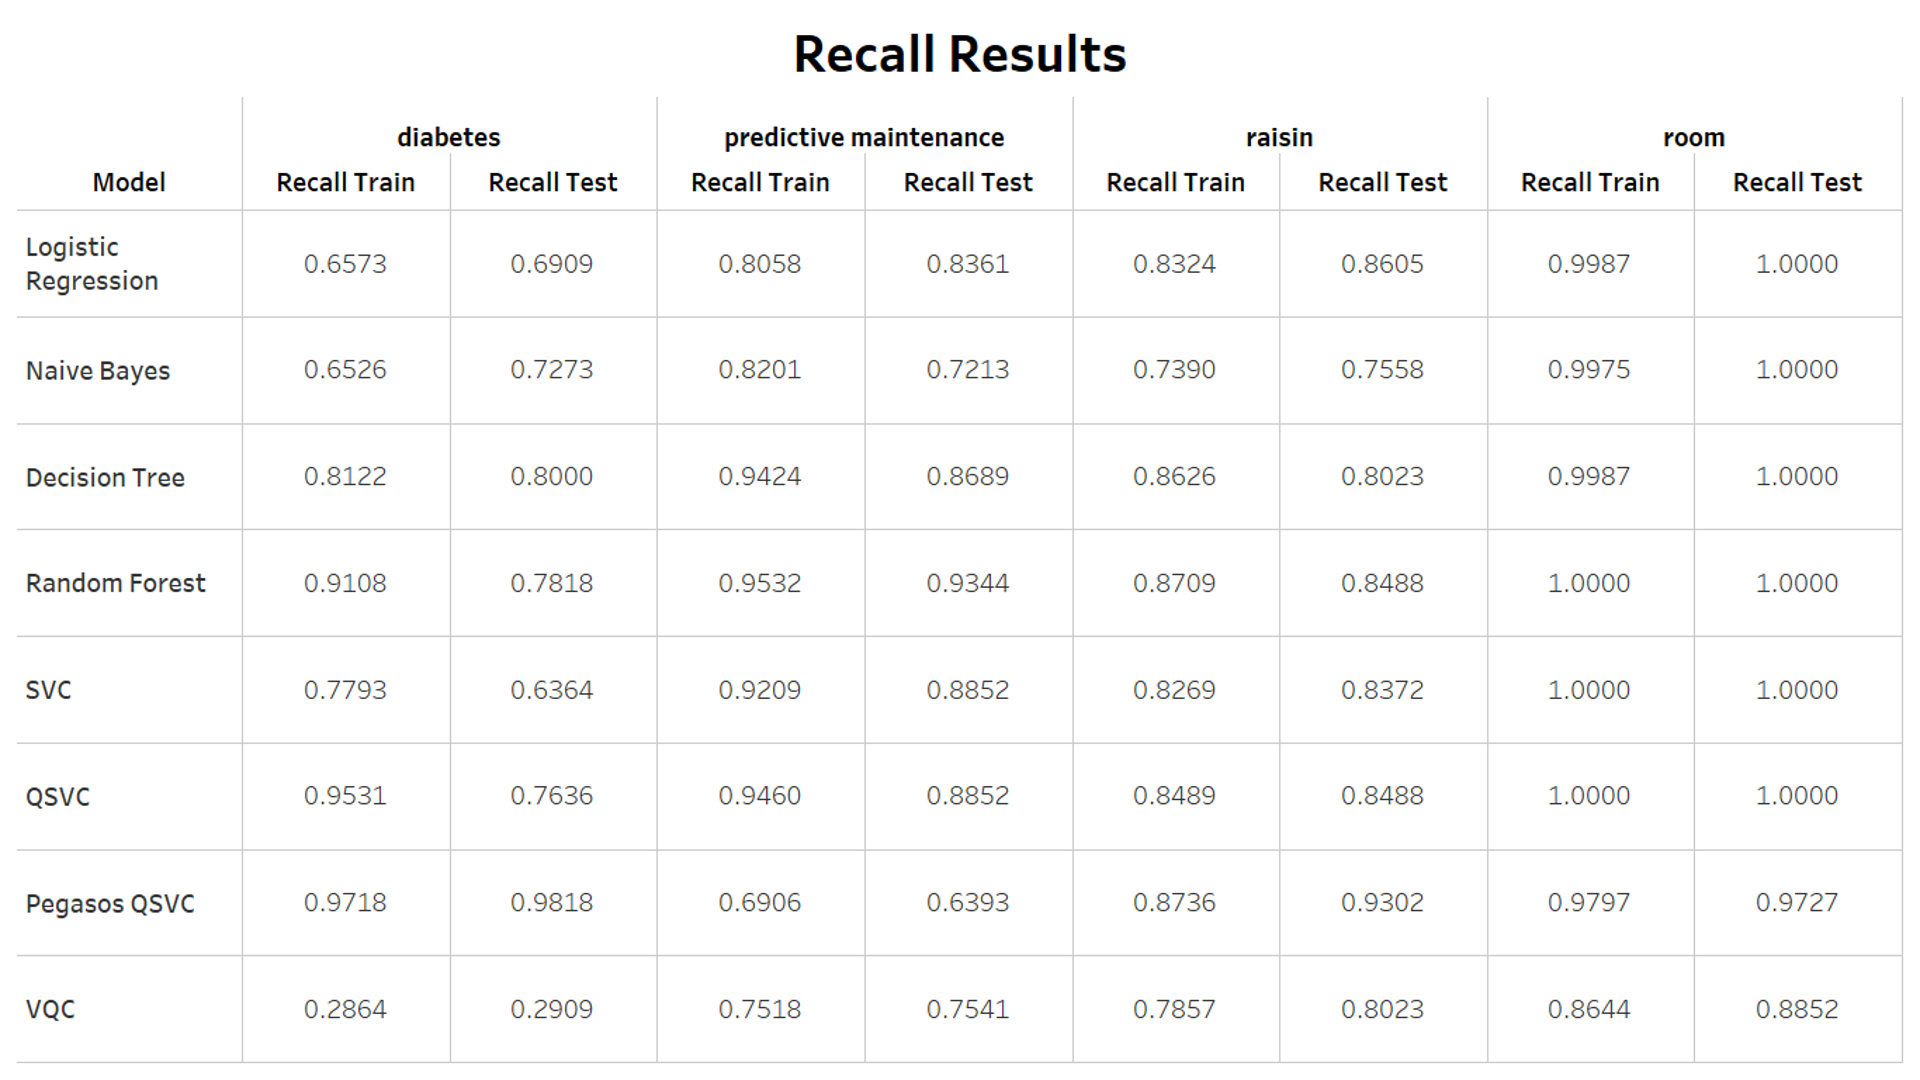 Recall Results
diabetes predictive maintenance raisin room
Model Recall Train Recall Test Recall Train Recall Test Recall Train Recall Test Recall Train Recall Test
Logistic
Regression 0.6573 0.6909 0.8058 0.8361 0.8324 0.8605 0.9987 1.0000
Naive Bayes 0.6526 0.7273 0.8201 0.7213 0.7390 0.7558 0.9975 1.0000
Decision Tree 0.8122 0.8000 0.9424 0.8689 0.8626 0.8023 0.9987 1.0000
Random Forest 0.9108 0.7818 0.9532 0.9344 0.8709 0.8488 1.0000 1.0000
SVC 0.7793 0.6364 0.9209 0.8852 0.8269 0.8372 1.0000 1.0000
QSVC 0.9531 0.7636 0.9460 0.8852 0.8489 0.8488 1.0000 1.0000
Pegasos QSVC 0.9718 0.9818 0.6906 0.6393 0.8736 0.9302 0.9797 0.9727
VQC 0.2864 0.2909 0.7518 0.7541 0.7857 0.8023 0.8644 0.8852